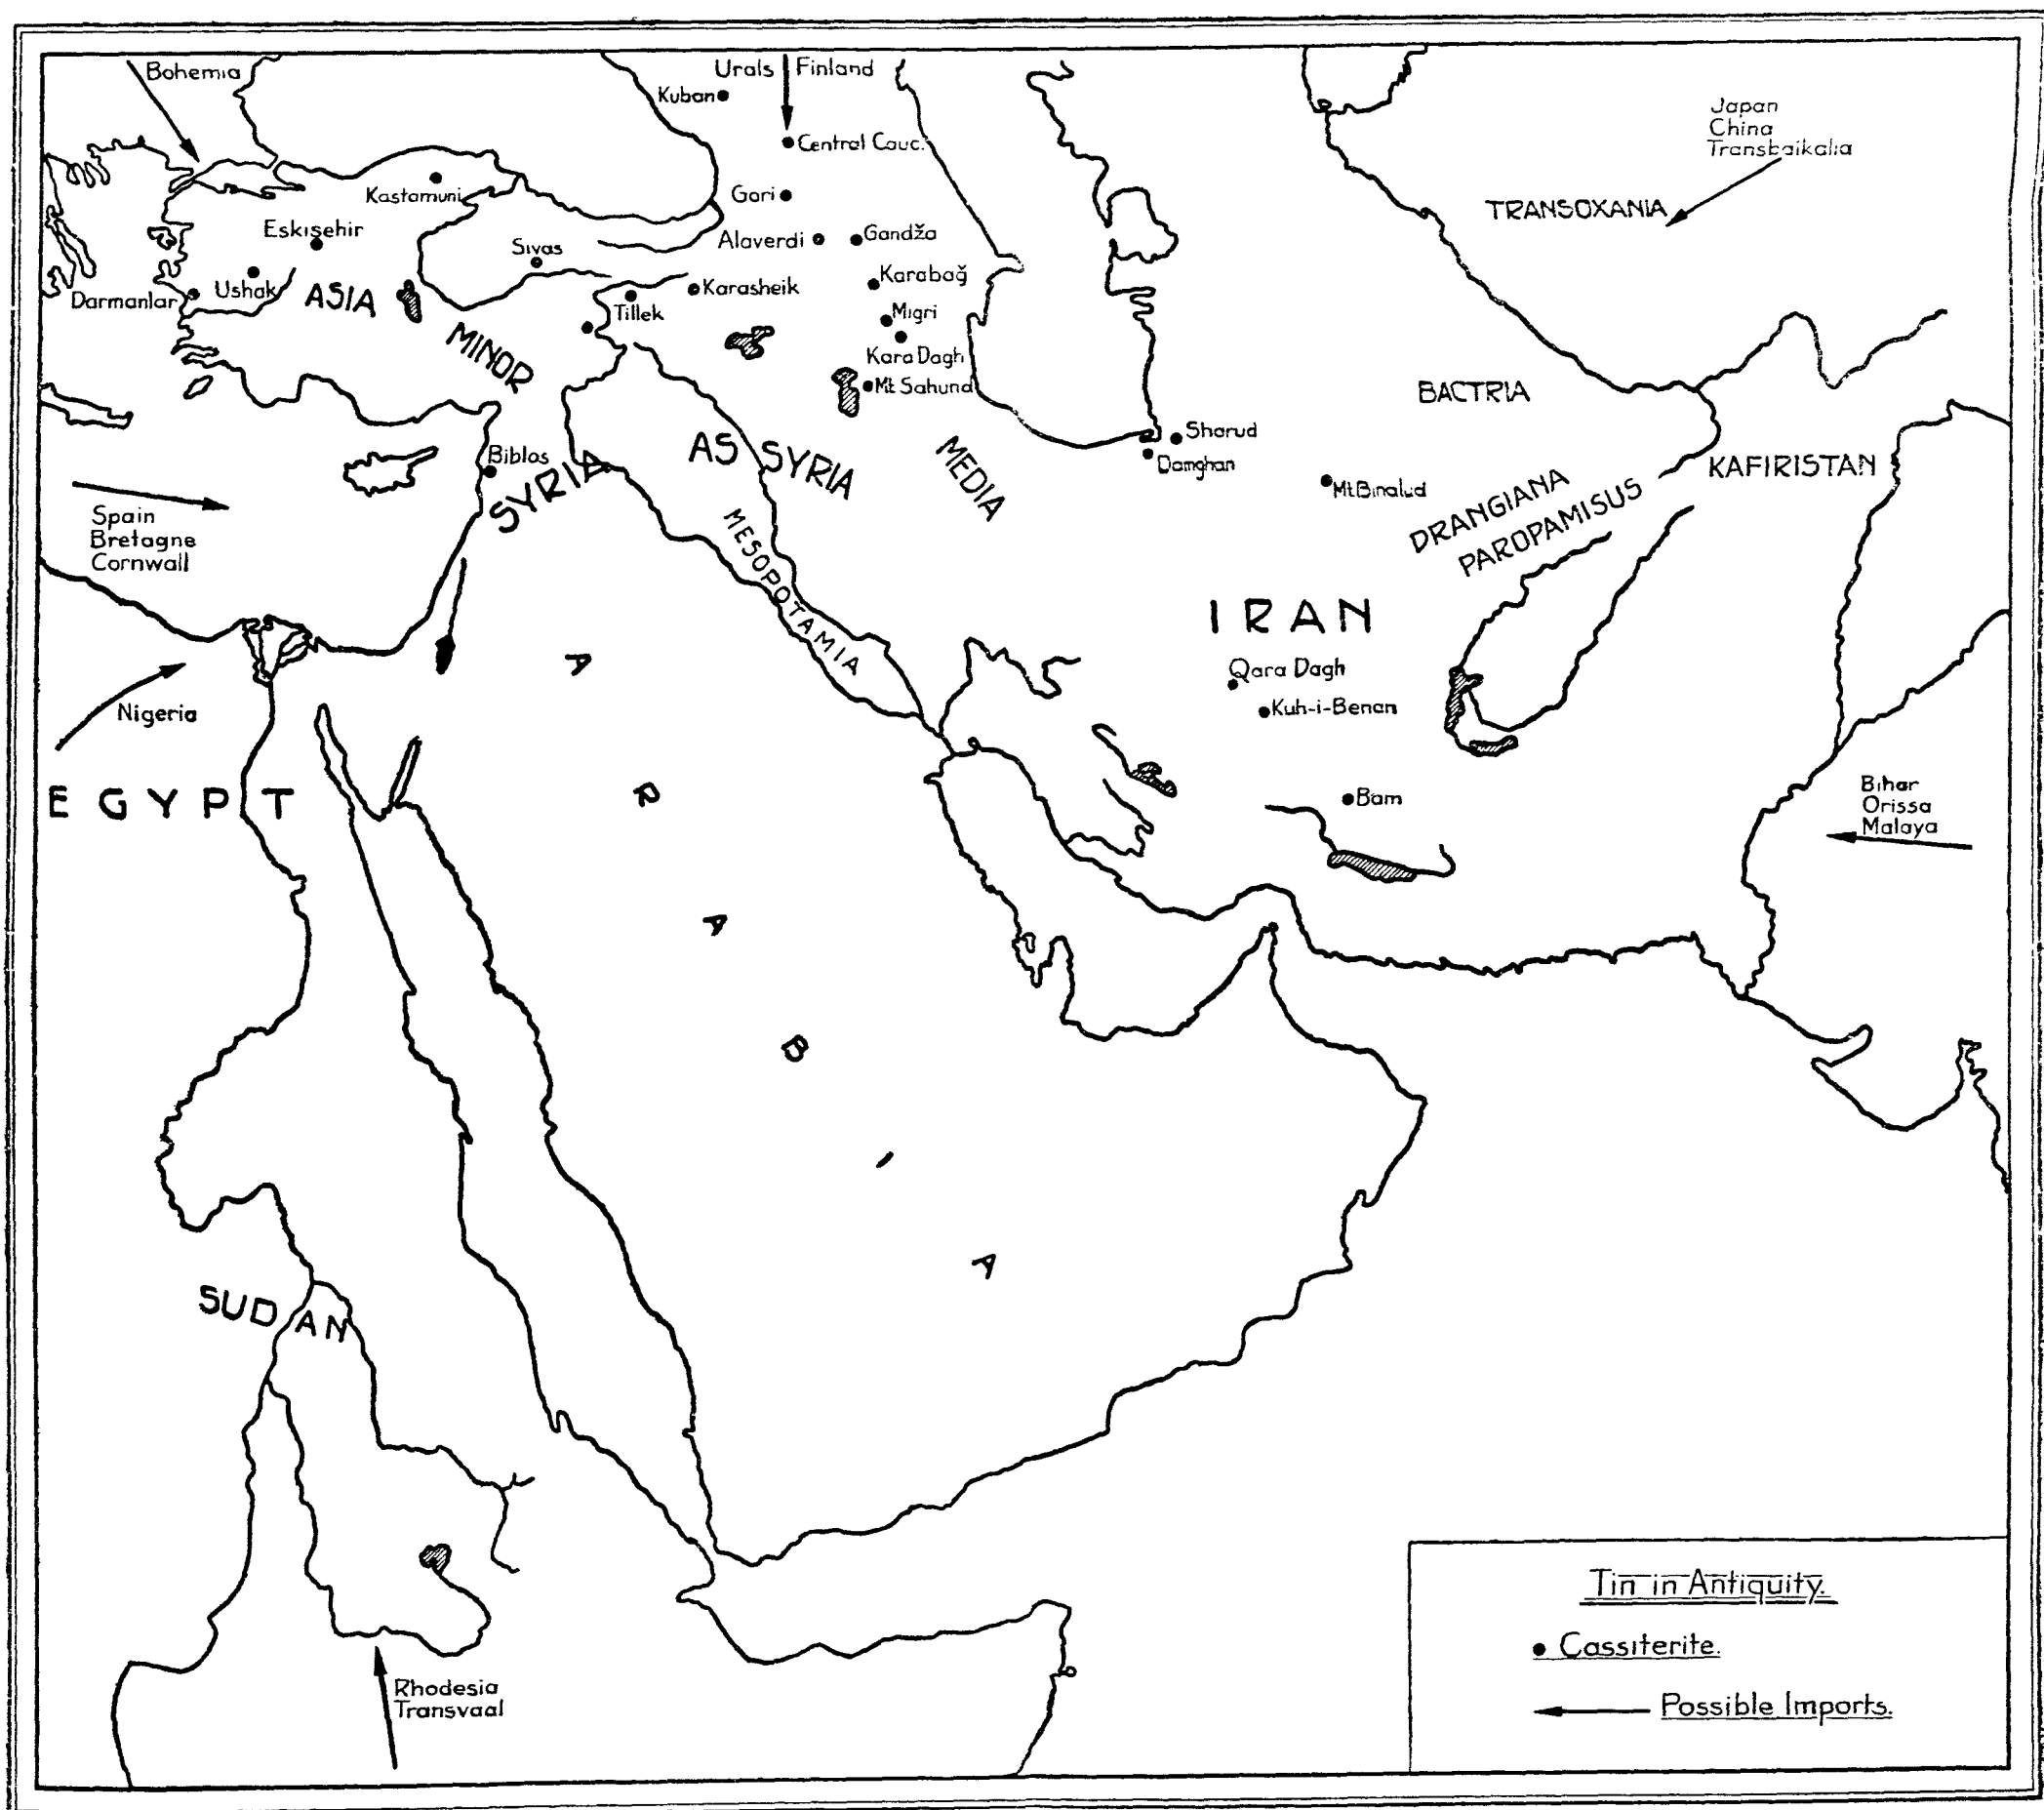 Bohemia
Urals Finland
Kuban
Central Cauc.
Japan
China
Transbaikalia
Kastamuni
Gori
TRANSOXANIA
Eskişehir
Sivas
Alaverdi
Gandža
Darmanlar
Ushak
ASIA
MINOR
Tillek
Karasheik
Karabağ
Migri
Kara Dagh
Mt Sahund
BACTRIA
Biblos
SYRIA
ASSYRIA
MEDIA
Sharud
Damghan
Mt Binalud
KAFIRISTAN
DRANGIANA
PAROPAMISUS
Spain
Bretagne
Cornwall
MESOPOTAMIA
IRAN
Qara Dagh
Kuh-i-Benan
Nigeria
EGYPT
ARABIA
Bam
Bihar
Orissa
Malaya
SUDAN
Rhodesia
Transvaal
Tin in Antiquity.
Cassiterite.
Possible Imports.